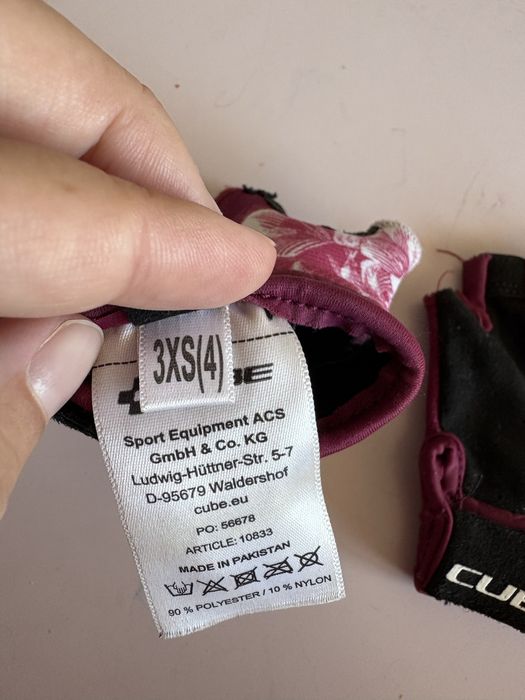 3XS(4)
Sport Equipment ACS
GmbH & Co. KG
Ludwig-Hüttner-Str. 5-7
D-95679 Waldershof
cube.eu
PO: 56678
ARTICLE: 10833
MADE IN PAKISTAN
90 % POLYESTER / 10 % NYLON